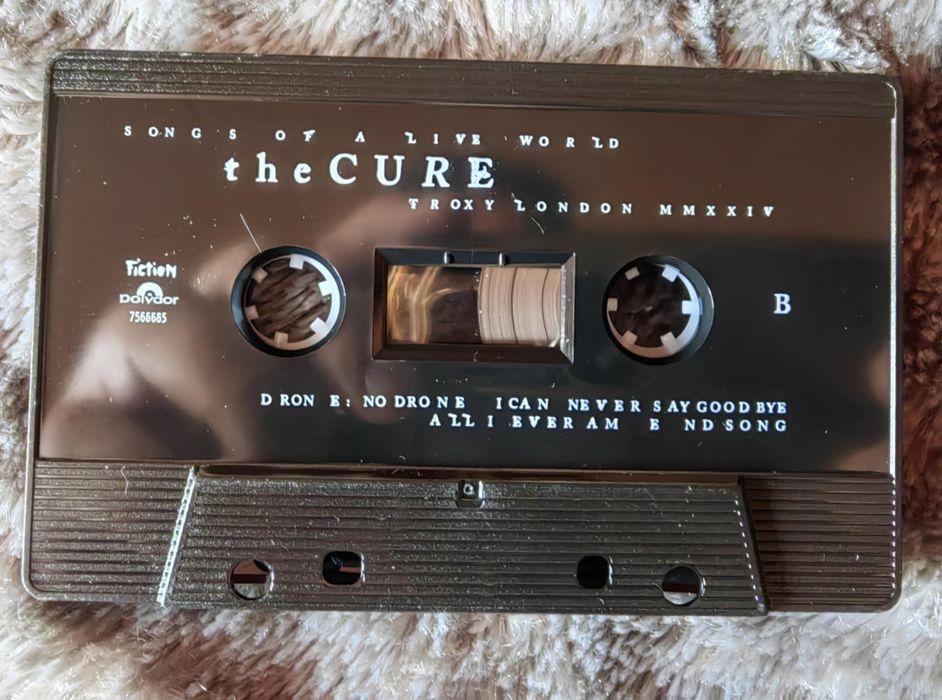 SONGS OF A LIVE WORLD
theCURE
TROXY LONDON MMXXIV
Fiction
polydor
7566685
B
DRONE: NODRONE I CAN NEVER SAY GOODBYE
ALL I EVER AM ENDSONG